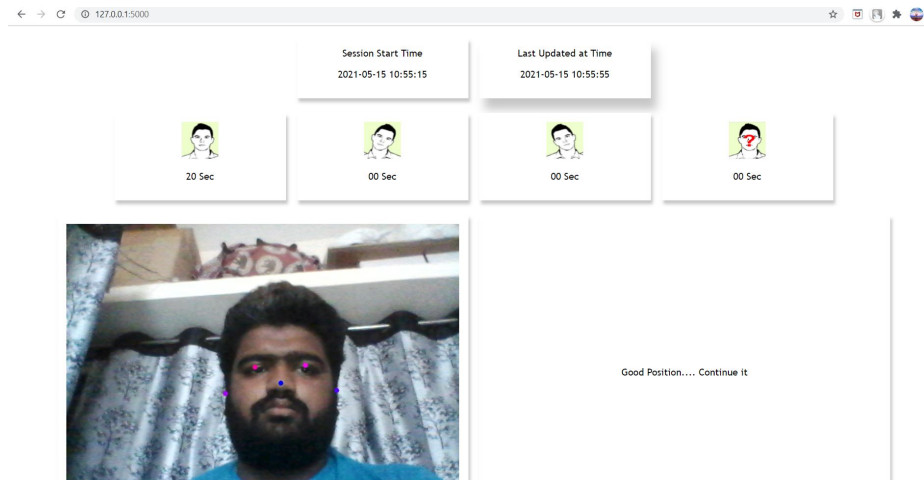 127.0.0.1:5000
Session Start Time
2021-05-15 10:55:15
Last Updated at Time
2021-05-15 10:55:55
20 Sec
00 Sec
00 Sec
?
00 Sec
Good Position.... Continue it